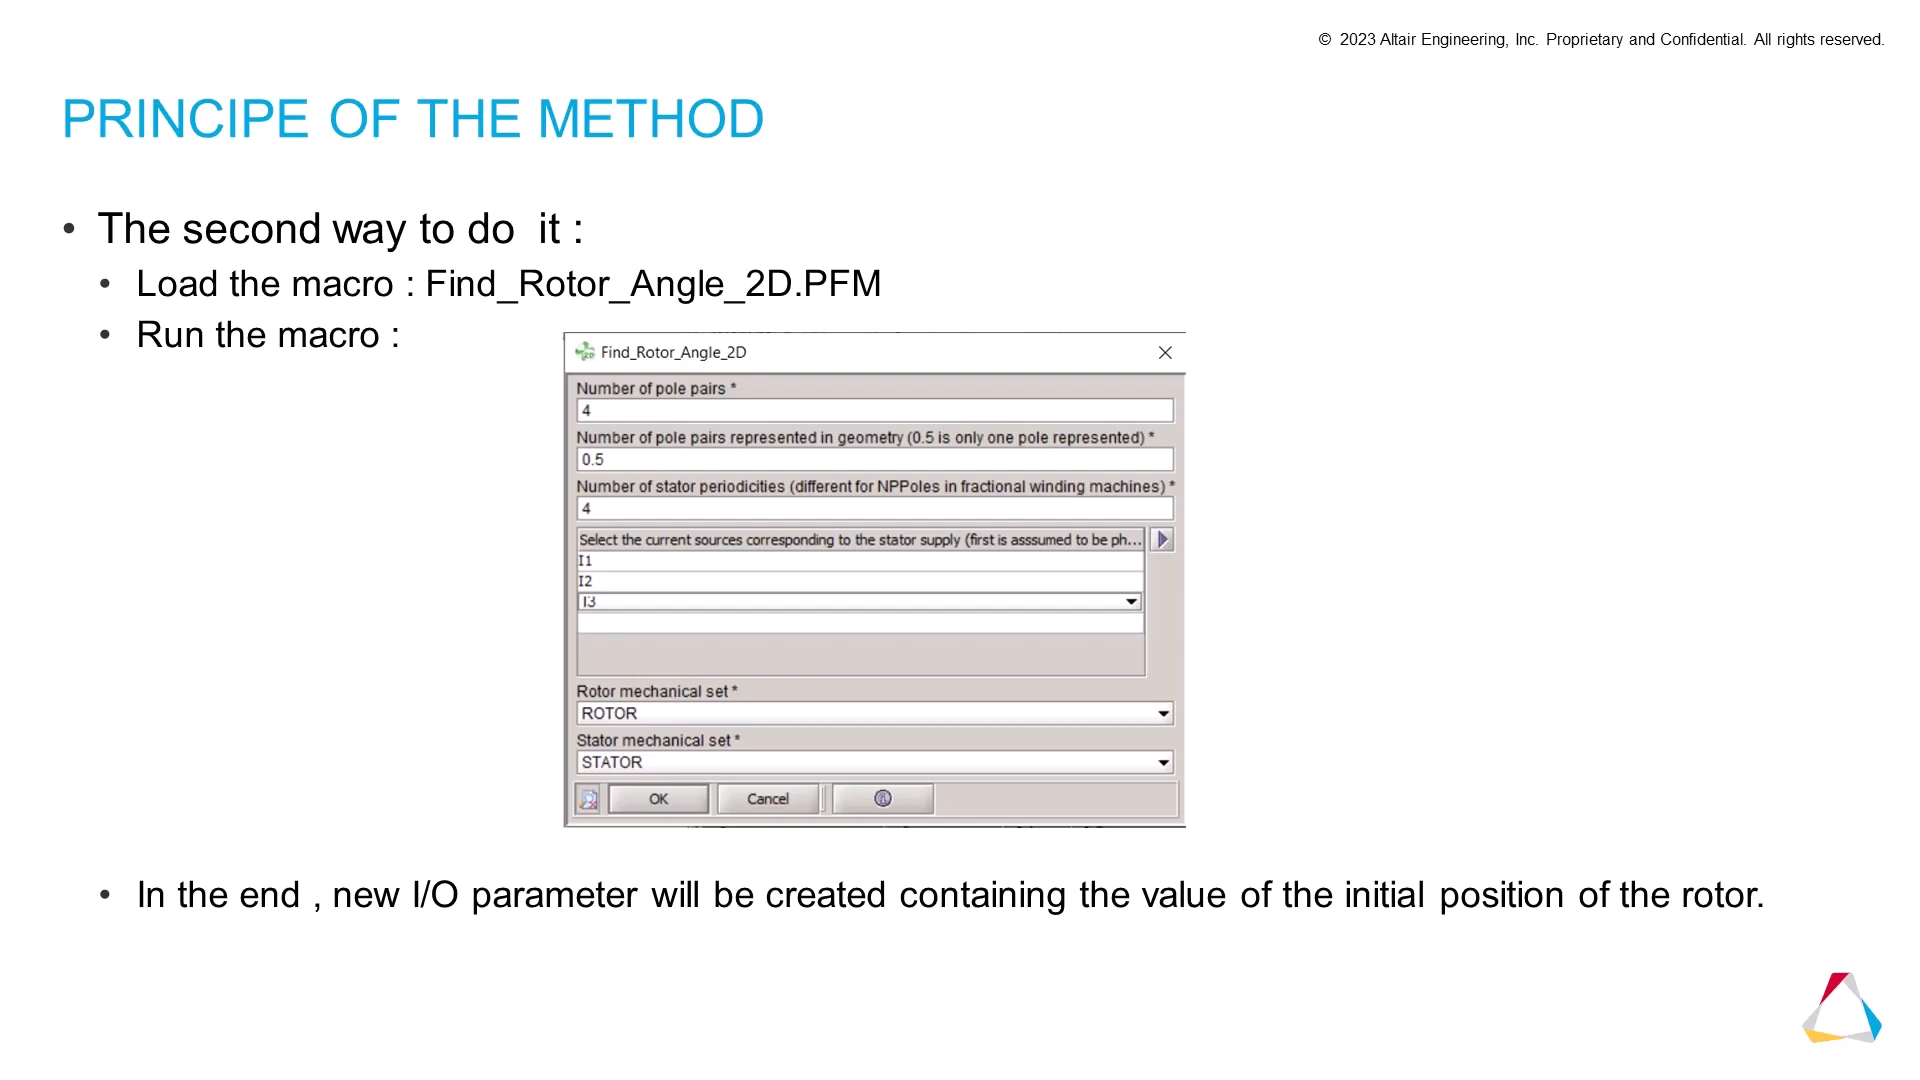 © 2023 Altair Engineering, Inc. Proprietary and Confidential. All rights reserved.
PRINCIPE OF THE METHOD
• The second way to do it :
• Load the macro : Find_Rotor_Angle_2D.PFM
• Run the macro :
Find_Rotor_Angle_2D
Number of pole pairs *
4
Number of pole pairs represented in geometry (0.5 is only one pole represented) *
0.5
Number of stator periodicities (different for NPPoles in fractional winding machines) *
4
Select the current sources corresponding to the stator supply (first is asssumed to be ph...
I1
I2
I3
Rotor mechanical set *
ROTOR
Stator mechanical set *
STATOR
OK Cancel
• In the end , new I/O parameter will be created containing the value of the initial position of the rotor.